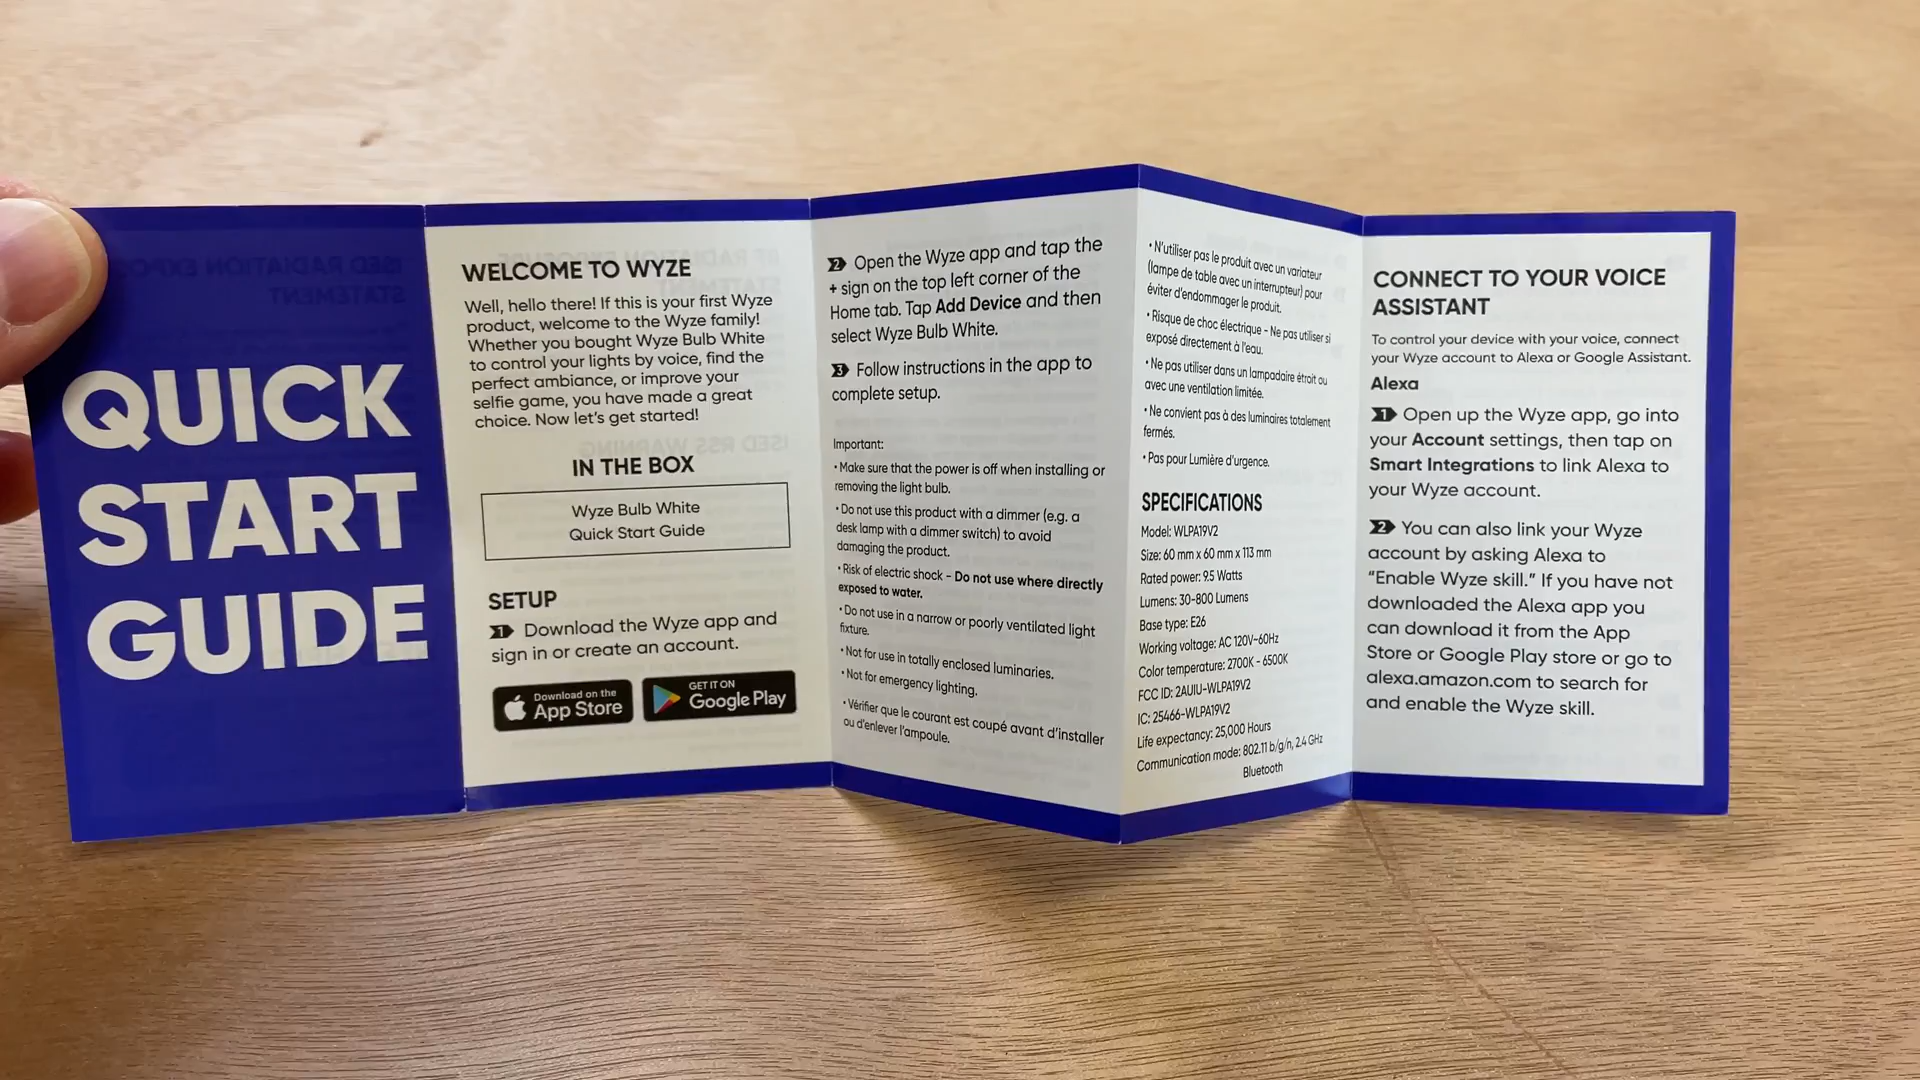 QUICK
START
GUIDE
WELCOME TO WYZE
Well, hello there! If this is your first Wyze
product, welcome to the Wyze family!
Whether you bought Wyze Bulb White
to control your lights by voice, find the
perfect ambiance, or improve your
selfie game, you have made a great
choice. Now let's get started!
IN THE BOX
Wyze Bulb White
Quick Start Guide
SETUP
1 Download the Wyze app and
sign in or create an account.
Download on the
App Store
GET IT ON
Google Play
2 Open the Wyze app and tap the
+ sign on the top left corner of the
Home tab. Tap Add Device and then
select Wyze Bulb White.
3 Follow instructions in the app to
complete setup.
Important:
• Make sure that the power is off when installing or
removing the light bulb.
• Do not use this product with a dimmer (e.g. a
desk lamp with a dimmer switch) to avoid
damaging the product.
• Risk of electric shock - Do not use where directly
exposed to water.
• Do not use in a narrow or poorly ventilated light
fixture.
• Not for use in totally enclosed luminaries.
• Not for emergency lighting.
• Vérifier que le courant est coupé avant d'installer
ou d'enlever l'ampoule.
• N'utiliser pas le produit avec un variateur
(lampe de table avec un interrupteur) pour
éviter d'endommager le produit.
• Risque de choc électrique - Ne pas utiliser si
exposé directement à l'eau.
• Ne pas utiliser dans un lampadaire étroit ou
avec une ventilation limitée.
• Ne convient pas à des luminaires totalement
fermés.
• Pas pour Lumière d'urgence.
SPECIFICATIONS
Model: WLPA19V2
Size: 60 mm x 60 mm x 113 mm
Rated power: 9.5 Watts
Lumens: 30-800 Lumens
Base type: E26
Working voltage: AC 120V~60Hz
Color temperature: 2700K - 6500K
FCC ID: 2AUIU-WLPA19V2
IC: 25466-WLPA19V2
Life expectancy: 25,000 Hours
Communication mode: 802.11 b/g/n, 2.4 GHz
Bluetooth
CONNECT TO YOUR VOICE
ASSISTANT
To control your device with your voice, connect
your Wyze account to Alexa or Google Assistant.
Alexa
1 Open up the Wyze app, go into
your Account settings, then tap on
Smart Integrations to link Alexa to
your Wyze account.
2 You can also link your Wyze
account by asking Alexa to
"Enable Wyze skill." If you have not
downloaded the Alexa app you
can download it from the App
Store or Google Play store or go to
alexa.amazon.com to search for
and enable the Wyze skill.